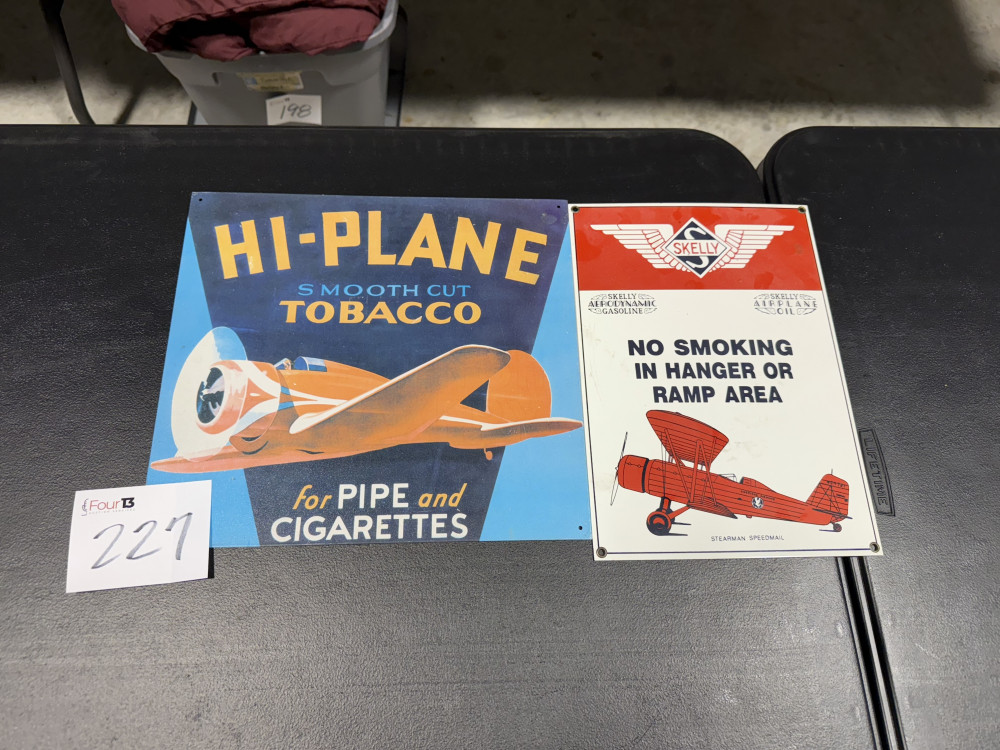 198
HI-PLANE
SMOOTH CUT
TOBACCO
for PIPE and
CIGARETTES
SKELLY
S
SKELLY
AERODYNAMIC
GASOLINE
SKELLY
AIRPLANE
OIL
NO SMOKING
IN HANGER OR
RAMP AREA
STEARMAN SPEEDMAIL
Four13
227
LIFETIME